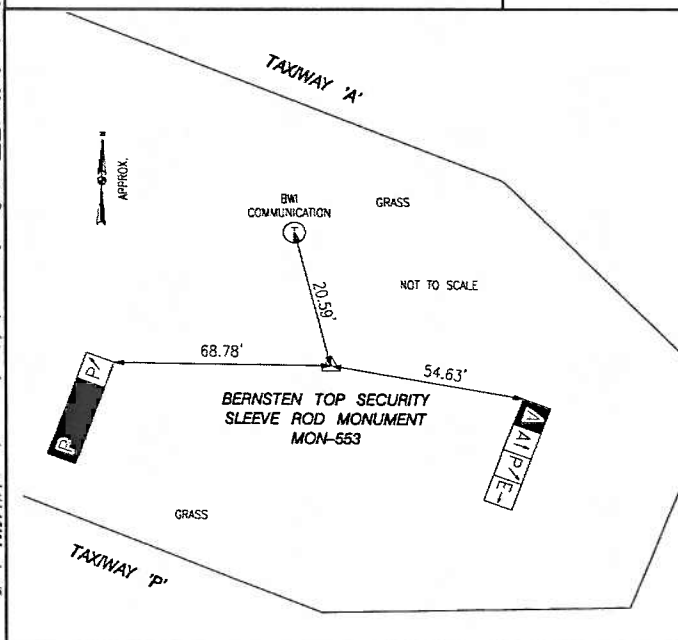 TAXIWAY 'A'
APPROX.
BWI
COMMUNICATION
GRASS
T
20.59'
NOT TO SCALE
68.78'
54.63'
P
P
BERNSTEN TOP SECURITY
SLEEVE ROD MONUMENT
MON-553
A A P E
GRASS
TAXIWAY 'P'